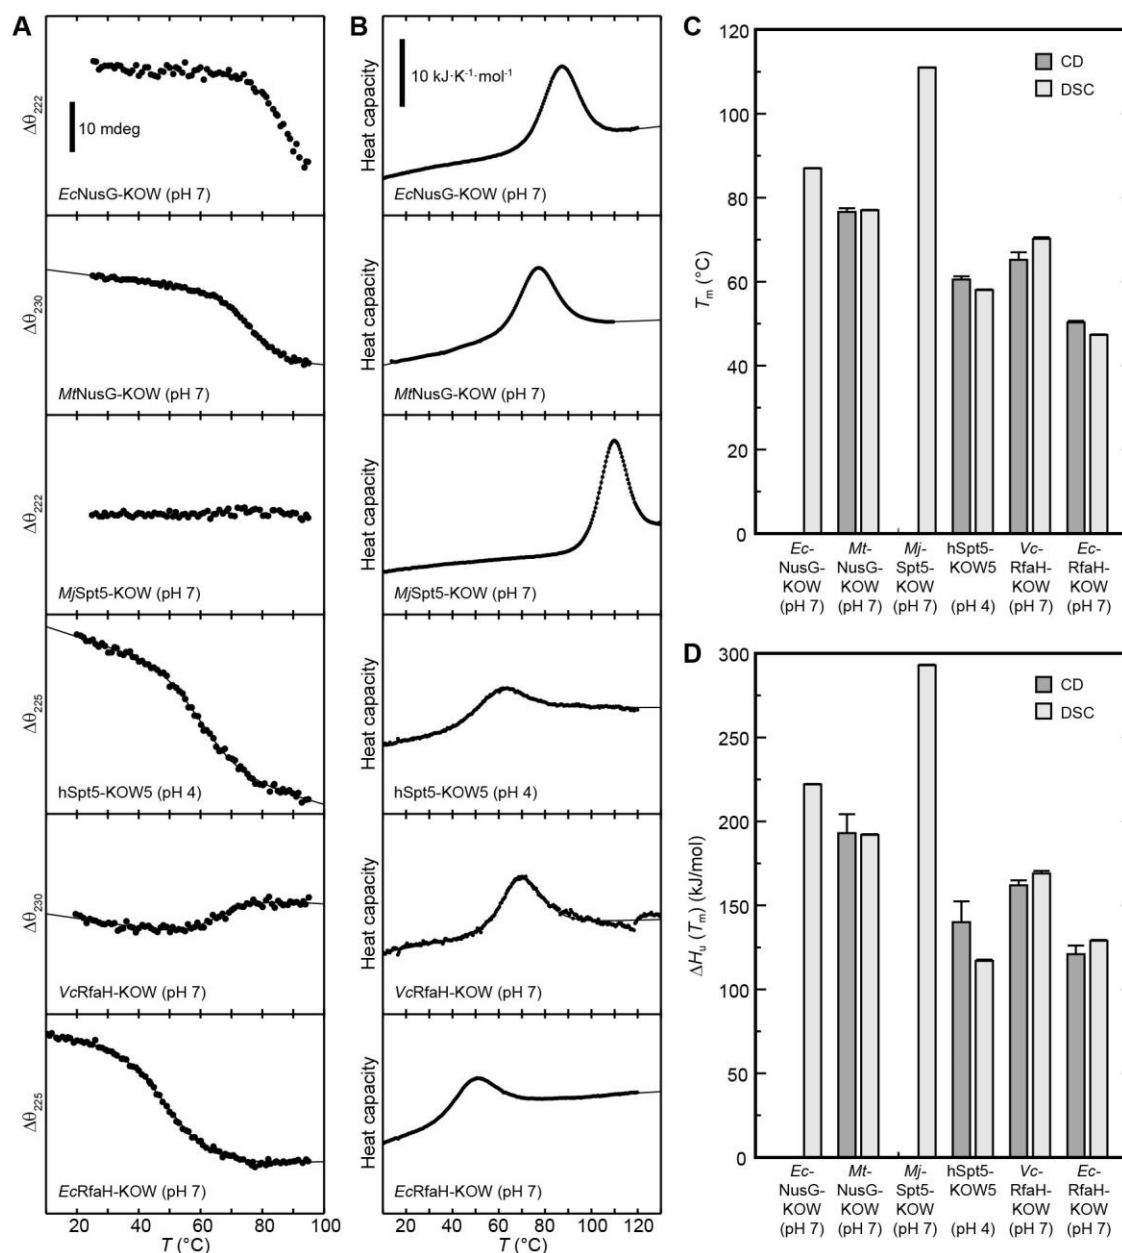 A
Δθ222
10 mdeg
EcNusG-KOW (pH 7)
Δθ230
MtNusG-KOW (pH 7)
Δθ222
MjSpt5-KOW (pH 7)
Δθ225
hSpt5-KOW5 (pH 4)
Δθ230
VcRfaH-KOW (pH 7)
Δθ225
EcRfaH-KOW (pH 7)
0 20 40 60 80 100
T (°C)
B
10 kJ·K⁻¹·mol⁻¹
Heat capacity
EcNusG-KOW (pH 7)
Heat capacity
MtNusG-KOW (pH 7)
Heat capacity
MjSpt5-KOW (pH 7)
Heat capacity
hSpt5-KOW5 (pH 4)
Heat capacity
VcRfaH-KOW (pH 7)
Heat capacity
EcRfaH-KOW (pH 7)
20 40 60 80 100 120
T (°C)
C
120
100
80
60
40
20
0
Tm (°C)
CD
DSC
Ec- Mt- Mj- hSpt5- Vc- Ec-
NusG- NusG- Spt5- KOW5 RfaH- RfaH-
KOW KOW KOW KOW KOW
(pH 7) (pH 7) (pH 7) (pH 4) (pH 7) (pH 7)
D
300
250
200
150
100
50
0
ΔHu (Tm) (kJ/mol)
CD
DSC
Ec- Mt- Mj- hSpt5- Vc- Ec-
NusG- NusG- Spt5- KOW5 RfaH- RfaH-
KOW KOW KOW KOW KOW
(pH 7) (pH 7) (pH 7) (pH 4) (pH 7) (pH 7)